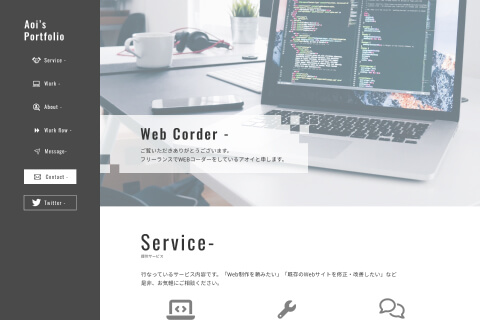 Aoi's
Portfolio
Service -
Work -
About -
Work flow -
Message-
Contact -
Twitter -
Web Corder -
ご覧いただきありがとうございます。
フリーランスでWEBコーダーをしているアオイと申します。
Service-
提供サービス
行なっているサービス内容です。「Web制作を頼みたい」「既存のWebサイトを修正・改善したい」など
是非、お気軽にご相談ください。